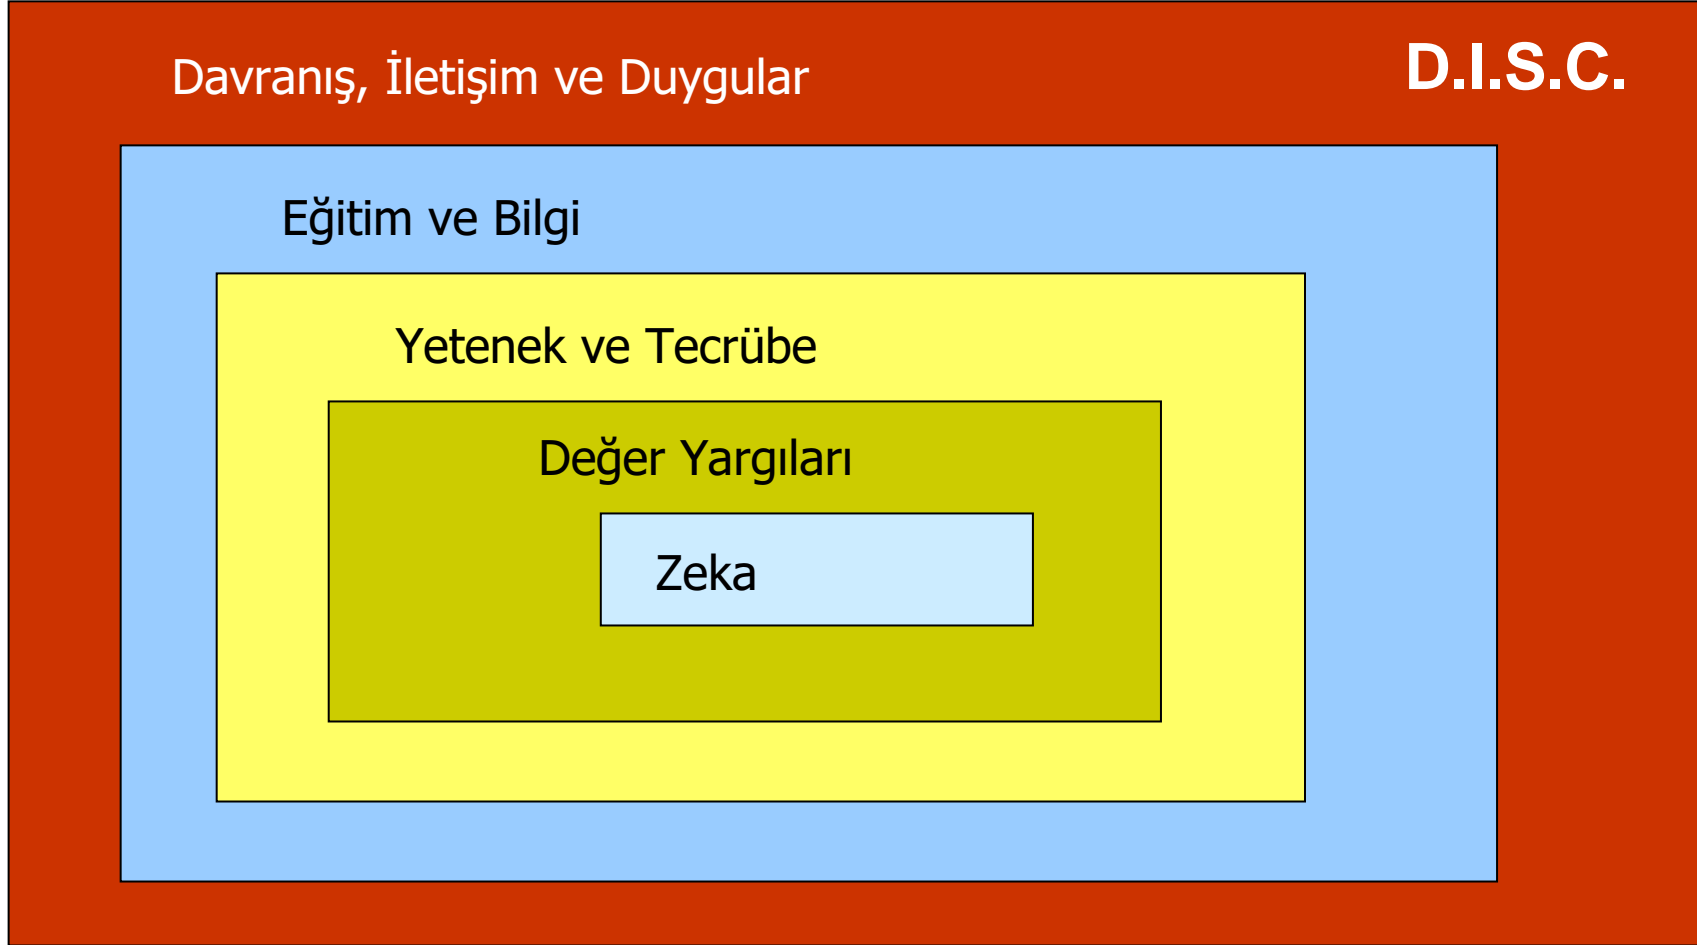 Davranış, İletişim ve Duygular
D.I.S.C.
Eğitim ve Bilgi
Yetenek ve Tecrübe
Değer Yargıları
Zeka